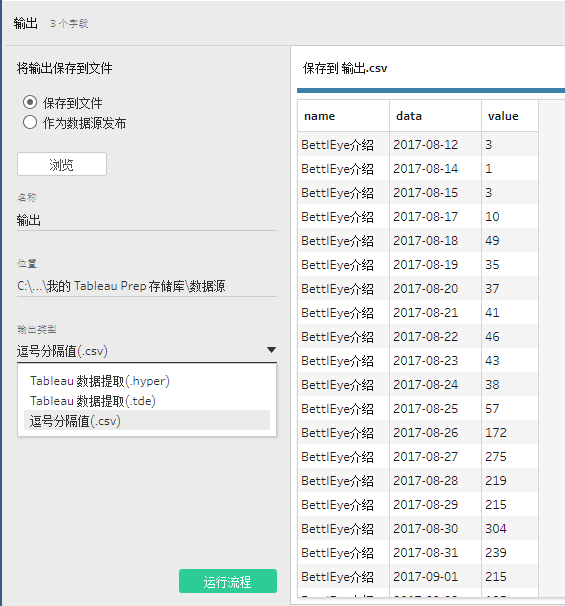 输出 3 个字段
将输出保存到文件
保存到文件
作为数据源发布
浏览
名称
输出
位置
C:\...\我的 Tableau Prep 存储库\数据源
输出类型
逗号分隔值(.csv)
Tableau 数据提取(.hyper)
Tableau 数据提取(.tde)
逗号分隔值(.csv)
运行流程
保存到 输出.csv
name data value
BettlEye介绍 2017-08-12 3
BettlEye介绍 2017-08-14 1
BettlEye介绍 2017-08-15 3
BettlEye介绍 2017-08-17 10
BettlEye介绍 2017-08-18 49
BettlEye介绍 2017-08-19 35
BettlEye介绍 2017-08-20 37
BettlEye介绍 2017-08-21 41
BettlEye介绍 2017-08-22 46
BettlEye介绍 2017-08-23 43
BettlEye介绍 2017-08-24 38
BettlEye介绍 2017-08-25 57
BettlEye介绍 2017-08-26 172
BettlEye介绍 2017-08-27 275
BettlEye介绍 2017-08-28 219
BettlEye介绍 2017-08-29 215
BettlEye介绍 2017-08-30 304
BettlEye介绍 2017-08-31 239
BettlEye介绍 2017-09-01 215